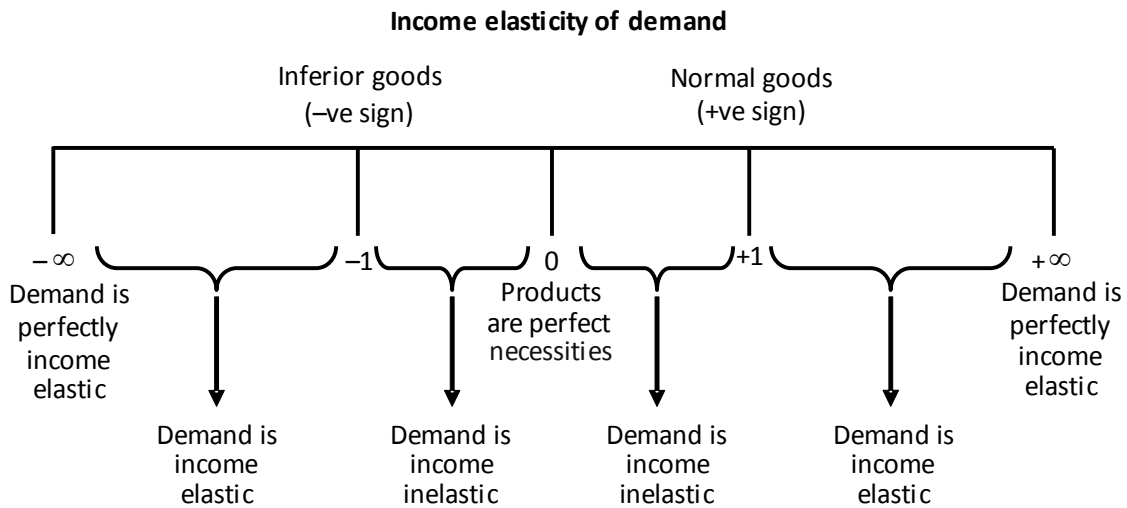 Income elasticity of demand
Inferior goods
(–ve sign)
Normal goods
(+ve sign)
– ∞
–1
0
+1
+ ∞
Demand is
perfectly
income
elastic
Products
are perfect
necessities
Demand is
perfectly
income
elastic
Demand is
income
elastic
Demand is
income
inelastic
Demand is
income
inelastic
Demand is
income
elastic